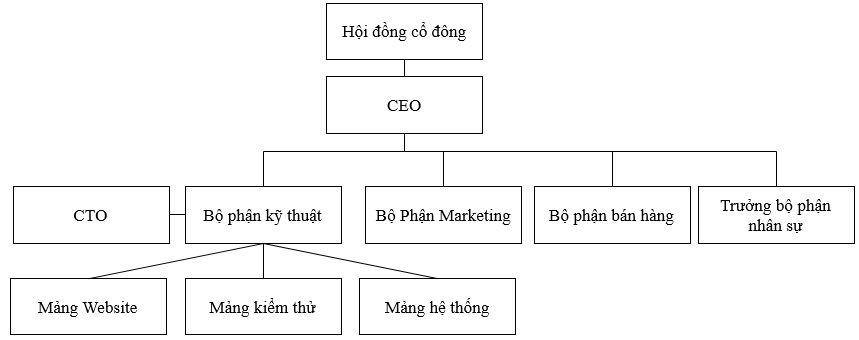 Hội đồng cổ đông
CEO
CTO
Bộ phận kỹ thuật
Bộ Phận Marketing
Bộ phận bán hàng
Trưởng bộ phận
nhân sự
Mảng Website
Mảng kiểm thử
Mảng hệ thống